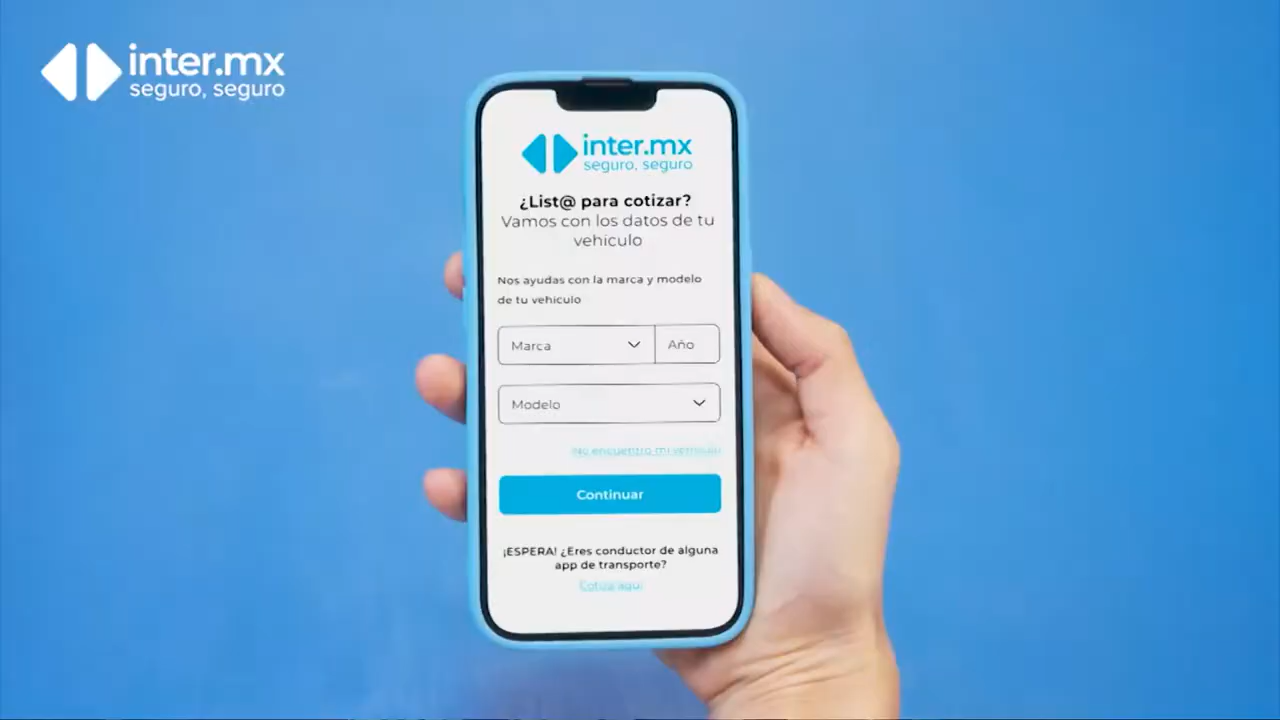 inter.mx
seguro, seguro
inter.mx
seguro, seguro
¿List@ para cotizar?
Vamos con los datos de tu
vehiculo
Nos ayudas con la marca y modelo
de tu vehiculo
Marca
Año
Modelo
No encuentro mi vehiculo
Continuar
¡ESPERA! ¿Eres conductor de alguna
app de transporte?
Cotiza aqui